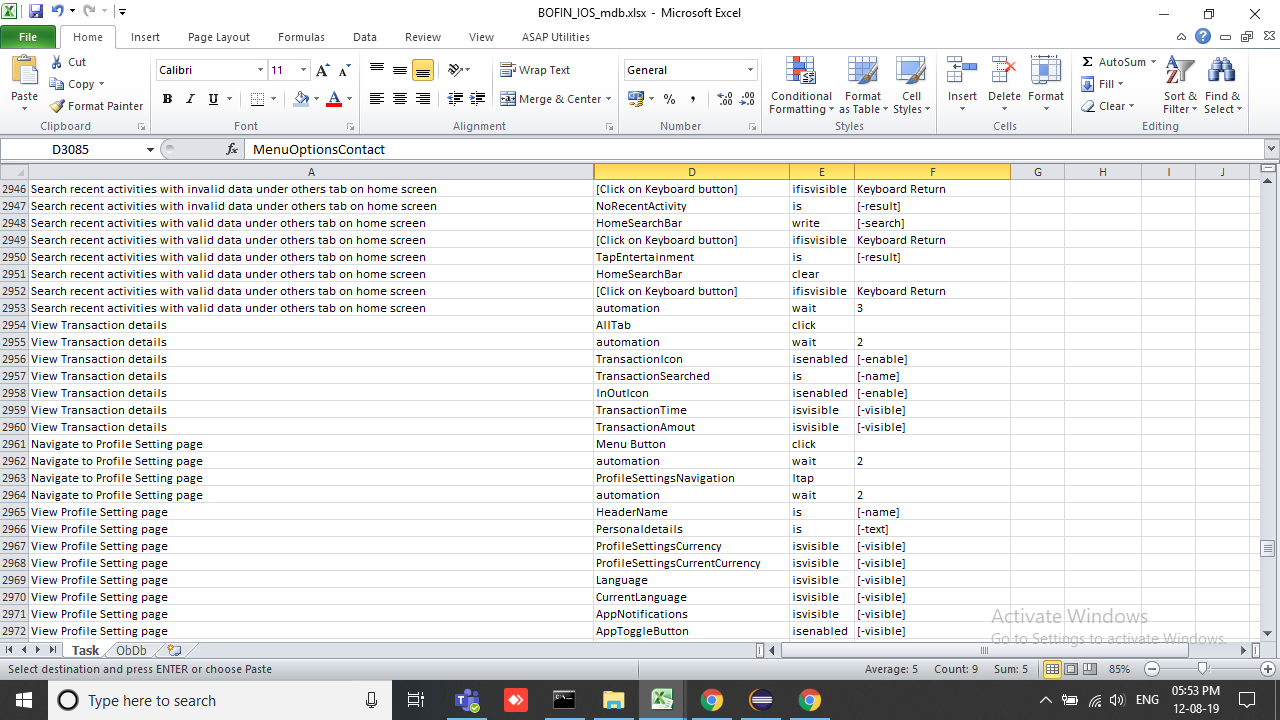 BOFIN_IOS_mdb.xlsx - Microsoft Excel
File Home Insert Page Layout Formulas Data Review View ASAP Utilities
Paste Cut Copy Format Painter Clipboard
Calibri 11 B I U Font
Wrap Text Merge & Center Alignment
General % , Number
Conditional Formatting Format as Table Cell Styles Styles
Insert Delete Format Cells
Σ AutoSum Fill Clear Sort & Filter Find & Select Editing
D3085 fx MenuOptionsContact
A D E F G H I J
2946 Search recent activities with invalid data under others tab on home screen [Click on Keyboard button] ifisvisible Keyboard Return
2947 Search recent activities with invalid data under others tab on home screen NoRecentActivity is [-result]
2948 Search recent activities with valid data under others tab on home screen HomeSearchBar write [-search]
2949 Search recent activities with valid data under others tab on home screen [Click on Keyboard button] ifisvisible Keyboard Return
2950 Search recent activities with valid data under others tab on home screen TapEntertainment is [-result]
2951 Search recent activities with valid data under others tab on home screen HomeSearchBar clear
2952 Search recent activities with valid data under others tab on home screen [Click on Keyboard button] ifisvisible Keyboard Return
2953 Search recent activities with valid data under others tab on home screen automation wait 3
2954 View Transaction details AllTab click
2955 View Transaction details automation wait 2
2956 View Transaction details TransactionIcon isenabled [-enable]
2957 View Transaction details TransactionSearched is [-name]
2958 View Transaction details InOutIcon isenabled [-enable]
2959 View Transaction details TransactionTime isvisible [-visible]
2960 View Transaction details TransactionAmout isvisible [-visible]
2961 Navigate to Profile Setting page Menu Button click
2962 Navigate to Profile Setting page automation wait 2
2963 Navigate to Profile Setting page ProfileSettingsNavigation ltap
2964 Navigate to Profile Setting page automation wait 2
2965 View Profile Setting page HeaderName is [-name]
2966 View Profile Setting page Personaldetails is [-text]
2967 View Profile Setting page ProfileSettingsCurrency isvisible [-visible]
2968 View Profile Setting page ProfileSettingsCurrentCurrency isvisible [-visible]
2969 View Profile Setting page Language isvisible [-visible]
2970 View Profile Setting page CurrentLanguage isvisible [-visible]
2971 View Profile Setting page AppNotifications isvisible [-visible]
2972 View Profile Setting page AppToggleButton isenabled [-visible]
Activate Windows
Go to Settings to activate Windows.
Task ObDb
Select destination and press ENTER or choose Paste Average: 5 Count: 9 Sum: 5 85%
Type here to search ENG 05:53 PM
12-08-19